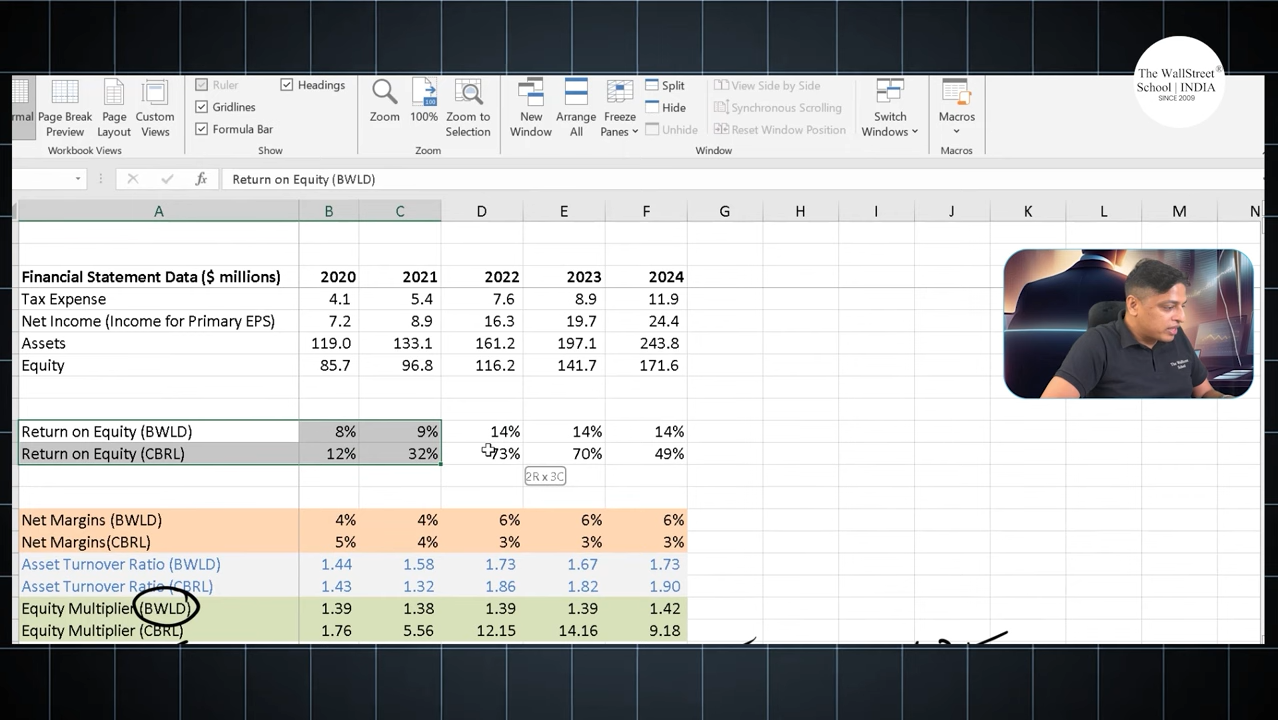 The WallStreet®
School | INDIA
SINCE 2009
Page Break Preview
Page Layout
Custom Views
Workbook Views
Ruler
Headings
Gridlines
Formula Bar
Show
Zoom
100%
Zoom to Selection
Zoom
New Window
Arrange All
Freeze Panes
Split
Hide
Unhide
View Side by Side
Synchronous Scrolling
Reset Window Position
Switch Windows
Window
Macros
Macros
fx Return on Equity (BWLD)
A B C D E F G H I J K L M N
Financial Statement Data ($ millions) 2020 2021 2022 2023 2024
Tax Expense 4.1 5.4 7.6 8.9 11.9
Net Income (Income for Primary EPS) 7.2 8.9 16.3 19.7 24.4
Assets 119.0 133.1 161.2 197.1 243.8
Equity 85.7 96.8 116.2 141.7 171.6
Return on Equity (BWLD) 8% 9% 14% 14% 14%
Return on Equity (CBRL) 12% 32% 73% 70% 49%
2R x 3C
Net Margins (BWLD) 4% 4% 6% 6% 6%
Net Margins(CBRL) 5% 4% 3% 3% 3%
Asset Turnover Ratio (BWLD) 1.44 1.58 1.73 1.67 1.73
Asset Turnover Ratio (CBRL) 1.43 1.32 1.86 1.82 1.90
Equity Multiplier (BWLD) 1.39 1.38 1.39 1.39 1.42
Equity Multiplier (CBRL) 1.76 5.56 12.15 14.16 9.18
The WallStreet
School